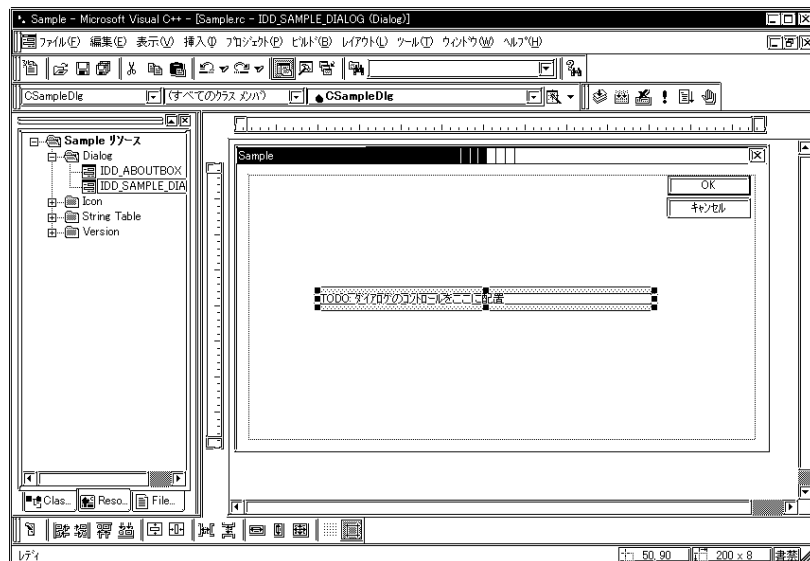 Sample - Microsoft Visual C++ - [Sample.rc - IDD_SAMPLE_DIALOG (Dialog)]
ﾌｧｲﾙ(F) 編集(E) 表示(V) 挿入(I) ﾌﾟﾛｼﾞｪｸﾄ(P) ﾋﾞﾙﾄﾞ(B) ﾚｲｱｳﾄ(L) ﾂｰﾙ(T) ｳｨﾝﾄﾞｳ(W) ﾍﾙﾌﾟ(H)
CSampleDlg (すべてのｸﾗｽ ﾒﾝﾊﾞ) CSampleDlg
Sample ﾘｿｰｽ
Dialog
IDD_ABOUTBOX
IDD_SAMPLE_DIA
Icon
String Table
Version
Sample
OK
ｷｬﾝｾﾙ
TODO: ﾀﾞｲｱﾛｸﾞのｺﾝﾄﾛｰﾙをここに配置
Clas... Reso... File...
ﾚﾃﾞｨ 50, 90 200 x 8 書禁